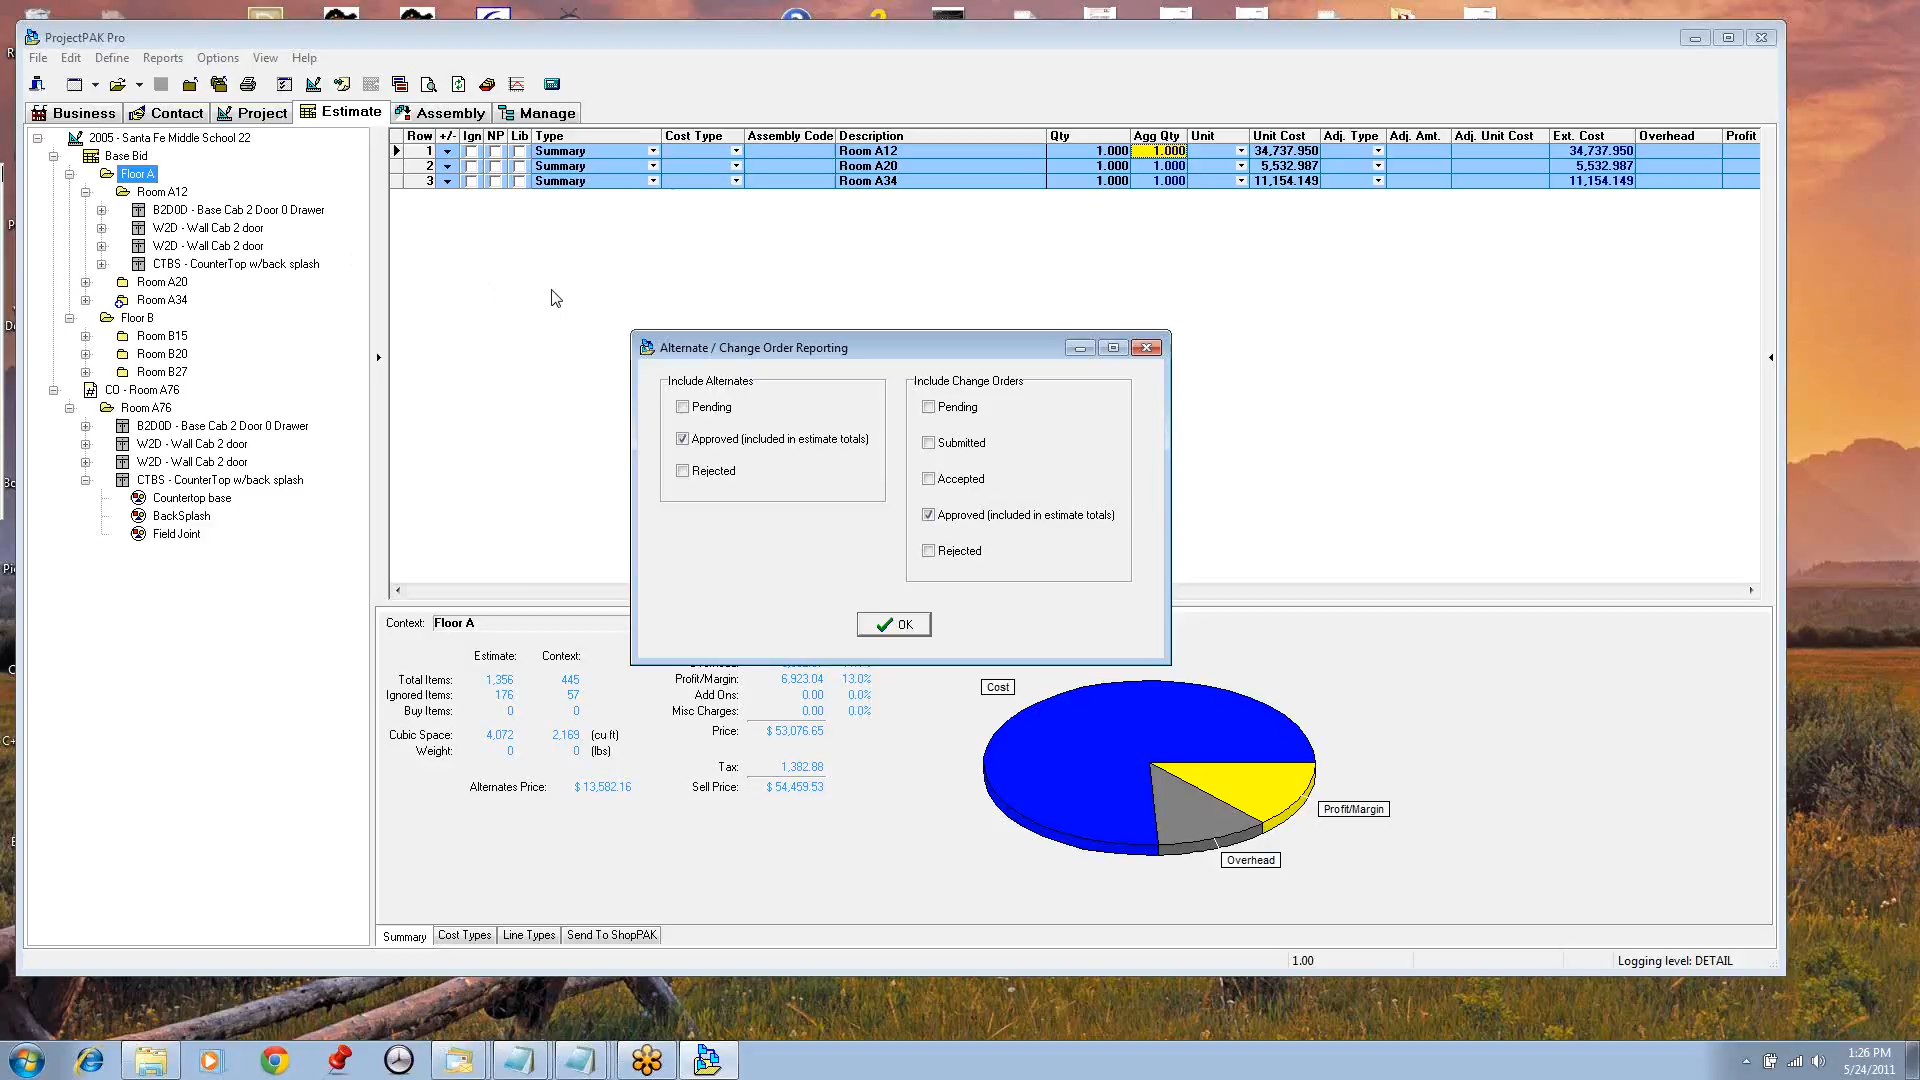 ProjectPAK Pro
File Edit Define Reports Options View Help
Business Contact Project Estimate Assembly Manage
2005 - Santa Fe Middle School 22
Base Bid
Floor A
Room A12
B2D0D - Base Cab 2 Door 0 Drawer
W2D - Wall Cab 2 door
W2D - Wall Cab 2 door
CTBS - CounterTop w/back splash
Room A20
Room A34
Floor B
Room B15
Room B20
Room B27
CO - Room A76
Room A76
B2D0D - Base Cab 2 Door 0 Drawer
W2D - Wall Cab 2 door
W2D - Wall Cab 2 door
CTBS - CounterTop w/back splash
Countertop base
BackSplash
Field Joint
Row +/- Ign NP Lib Type Cost Type Assembly Code Description Qty Agg Qty Unit Unit Cost Adj. Type Adj. Amt. Adj. Unit Cost Ext. Cost Overhead Profit
1 Summary Room A12 1.000 1.000 34,737.950 34,737.950
2 Summary Room A20 1.000 1.000 5,532.987 5,532.987
3 Summary Room A34 1.000 1.000 11,154.149 11,154.149
Alternate / Change Order Reporting
Include Alternates
Pending
Approved (included in estimate totals)
Rejected
Include Change Orders
Pending
Submitted
Accepted
Approved (included in estimate totals)
Rejected
OK
Context: Floor A
Estimate: Context:
Total Items: 1,356 445
Ignored Items: 176 57
Buy Items: 0 0
Cubic Space: 4,072 2,169 (cu ft)
Weight: 0 0 (lbs)
Alternates Price: $ 13,582.16
Profit/Margin: 6,923.04 13.0%
Add Ons: 0.00 0.0%
Misc Charges: 0.00 0.0%
Price: $ 53,076.65
Tax: 1,382.88
Sell Price: $ 54,459.53
Cost
Profit/Margin
Overhead
Summary Cost Types Line Types Send To ShopPAK
1.00
Logging level: DETAIL
1:26 PM
5/24/2011